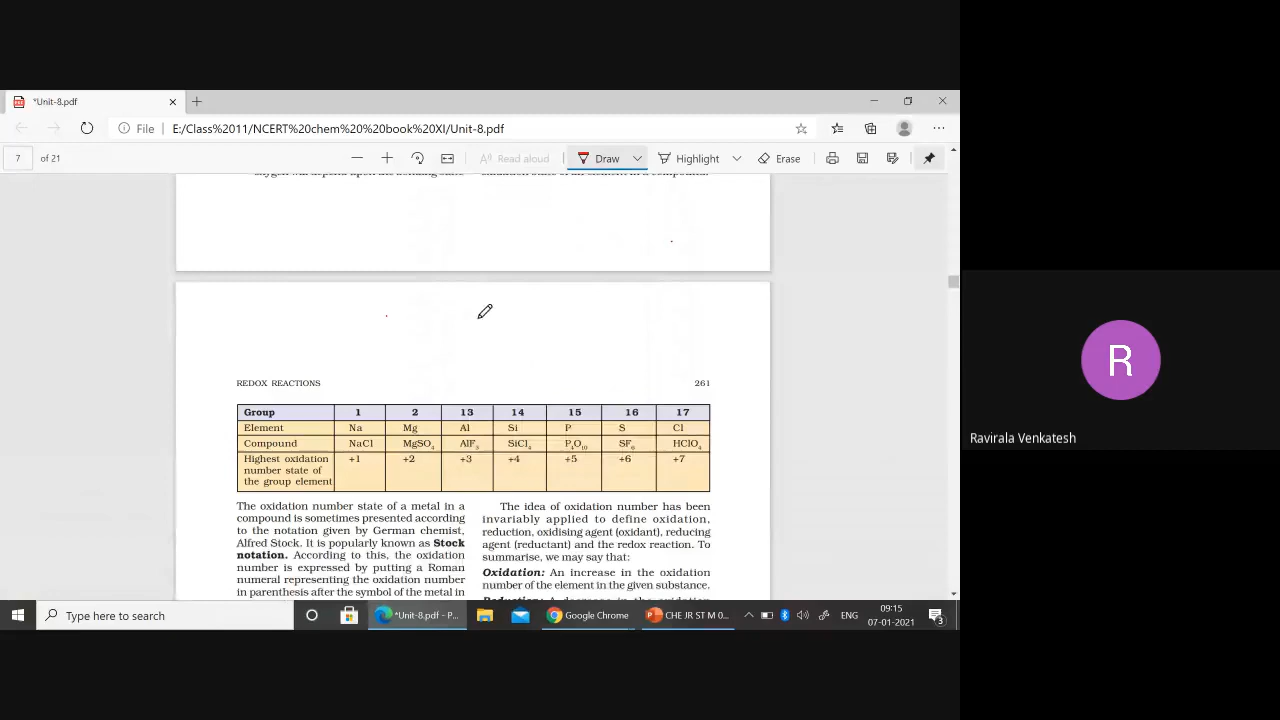 *Unit-8.pdf
File E:/Class%2011/NCERT%20chem%20%20book%20XI/Unit-8.pdf
7 of 21 Read aloud Draw Highlight Erase
REDOX REACTIONS 261
Group 1 2 13 14 15 16 17
Element Na Mg Al Si P S Cl
Compound NaCl MgSO₄ AlF₃ SiCl₄ P₄O₁₀ SF₆ HClO₄
Highest oxidation +1 +2 +3 +4 +5 +6 +7
number state of
the group element
The oxidation number state of a metal in a
compound is sometimes presented according
to the notation given by German chemist,
Alfred Stock. It is popularly known as Stock
notation. According to this, the oxidation
number is expressed by putting a Roman
numeral representing the oxidation number
in parenthesis after the symbol of the metal in
The idea of oxidation number has been
invariably applied to define oxidation,
reduction, oxidising agent (oxidant), reducing
agent (reductant) and the redox reaction. To
summarise, we may say that:
Oxidation: An increase in the oxidation
number of the element in the given substance.
R
Ravirala Venkatesh
Type here to search
*Unit-8.pdf - P...
Google Chrome
CHE JR ST M 0...
ENG
09:15
07-01-2021
3